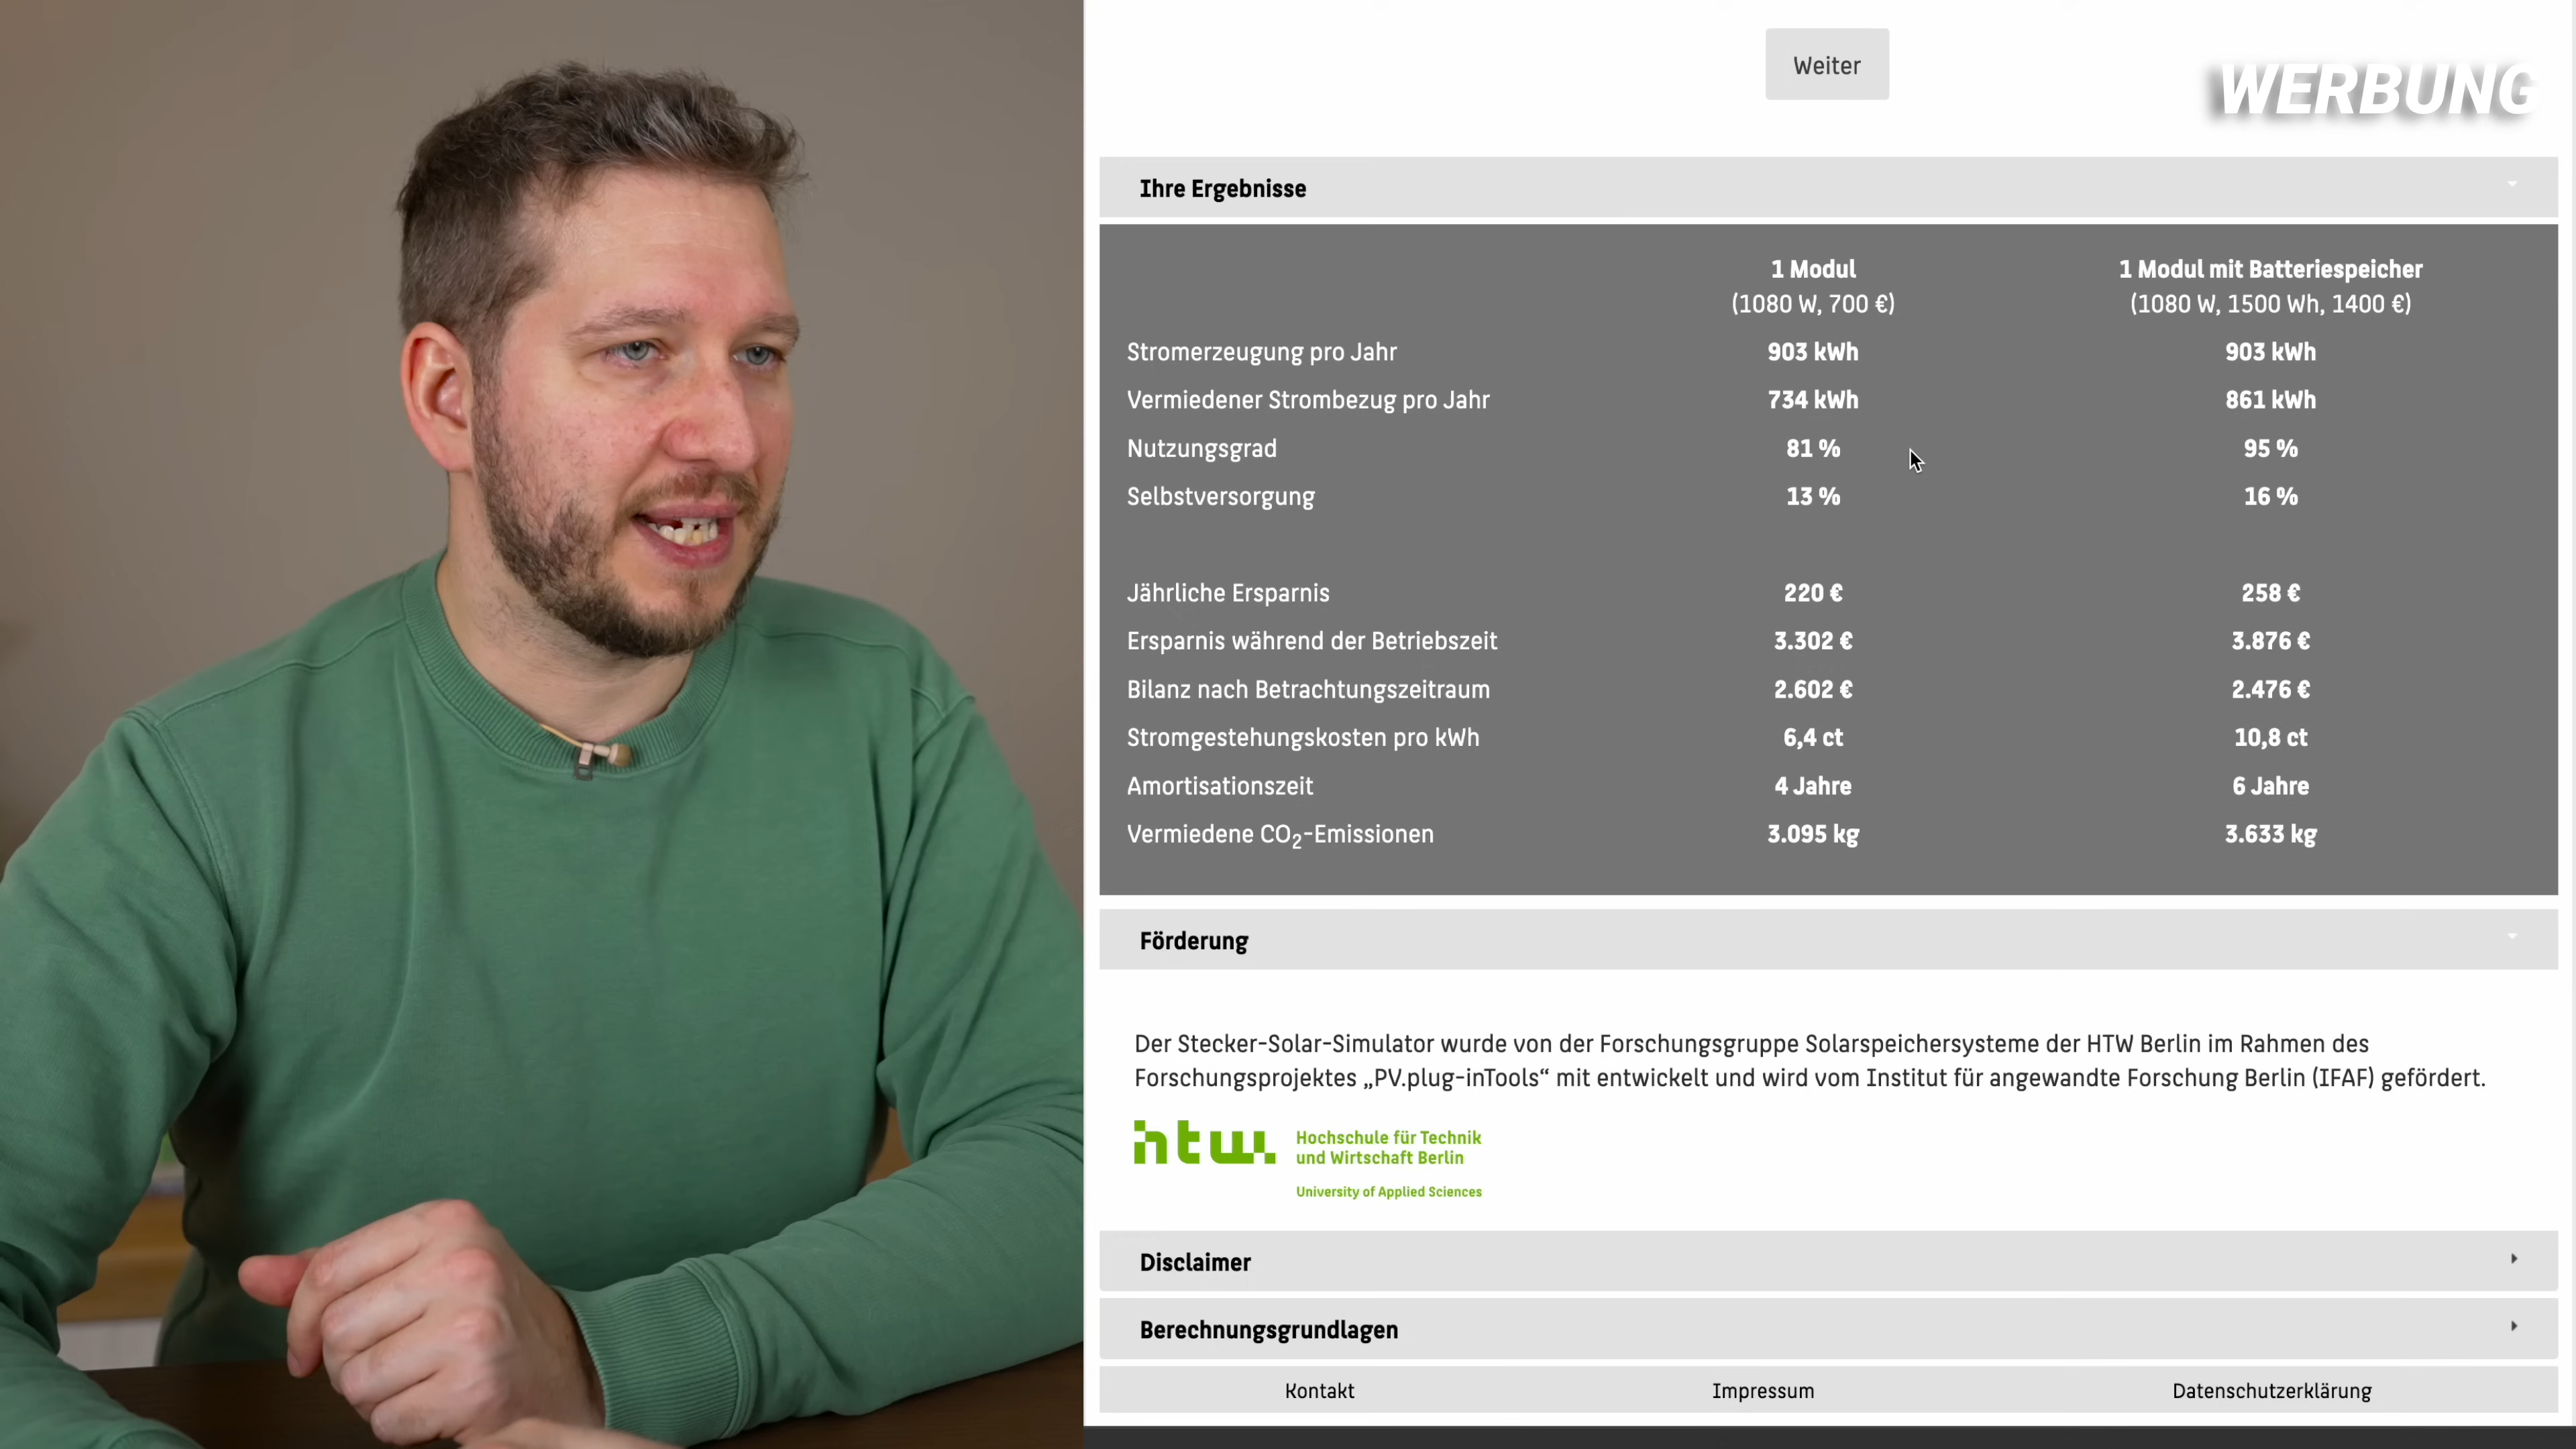 Weiter
WERBUNG
Ihre Ergebnisse
1 Modul 1 Modul mit Batteriespeicher
(1080 W, 700 €) (1080 W, 1500 Wh, 1400 €)
Stromerzeugung pro Jahr 903 kWh 903 kWh
Vermiedener Strombezug pro Jahr 734 kWh 861 kWh
Nutzungsgrad 81 % 95 %
Selbstversorgung 13 % 16 %
Jährliche Ersparnis 220 € 258 €
Ersparnis während der Betriebszeit 3.302 € 3.876 €
Bilanz nach Betrachtungszeitraum 2.602 € 2.476 €
Stromgestehungskosten pro kWh 6,4 ct 10,8 ct
Amortisationszeit 4 Jahre 6 Jahre
Vermiedene CO₂-Emissionen 3.095 kg 3.633 kg
Förderung
Der Stecker-Solar-Simulator wurde von der Forschungsgruppe Solarspeichersysteme der HTW Berlin im Rahmen des
Forschungsprojektes „PV.plug-inTools“ mit entwickelt und wird vom Institut für angewandte Forschung Berlin (IFAF) gefördert.
htw.
Hochschule für Technik
und Wirtschaft Berlin
University of Applied Sciences
Disclaimer
Berechnungsgrundlagen
Kontakt Impressum Datenschutzerklärung